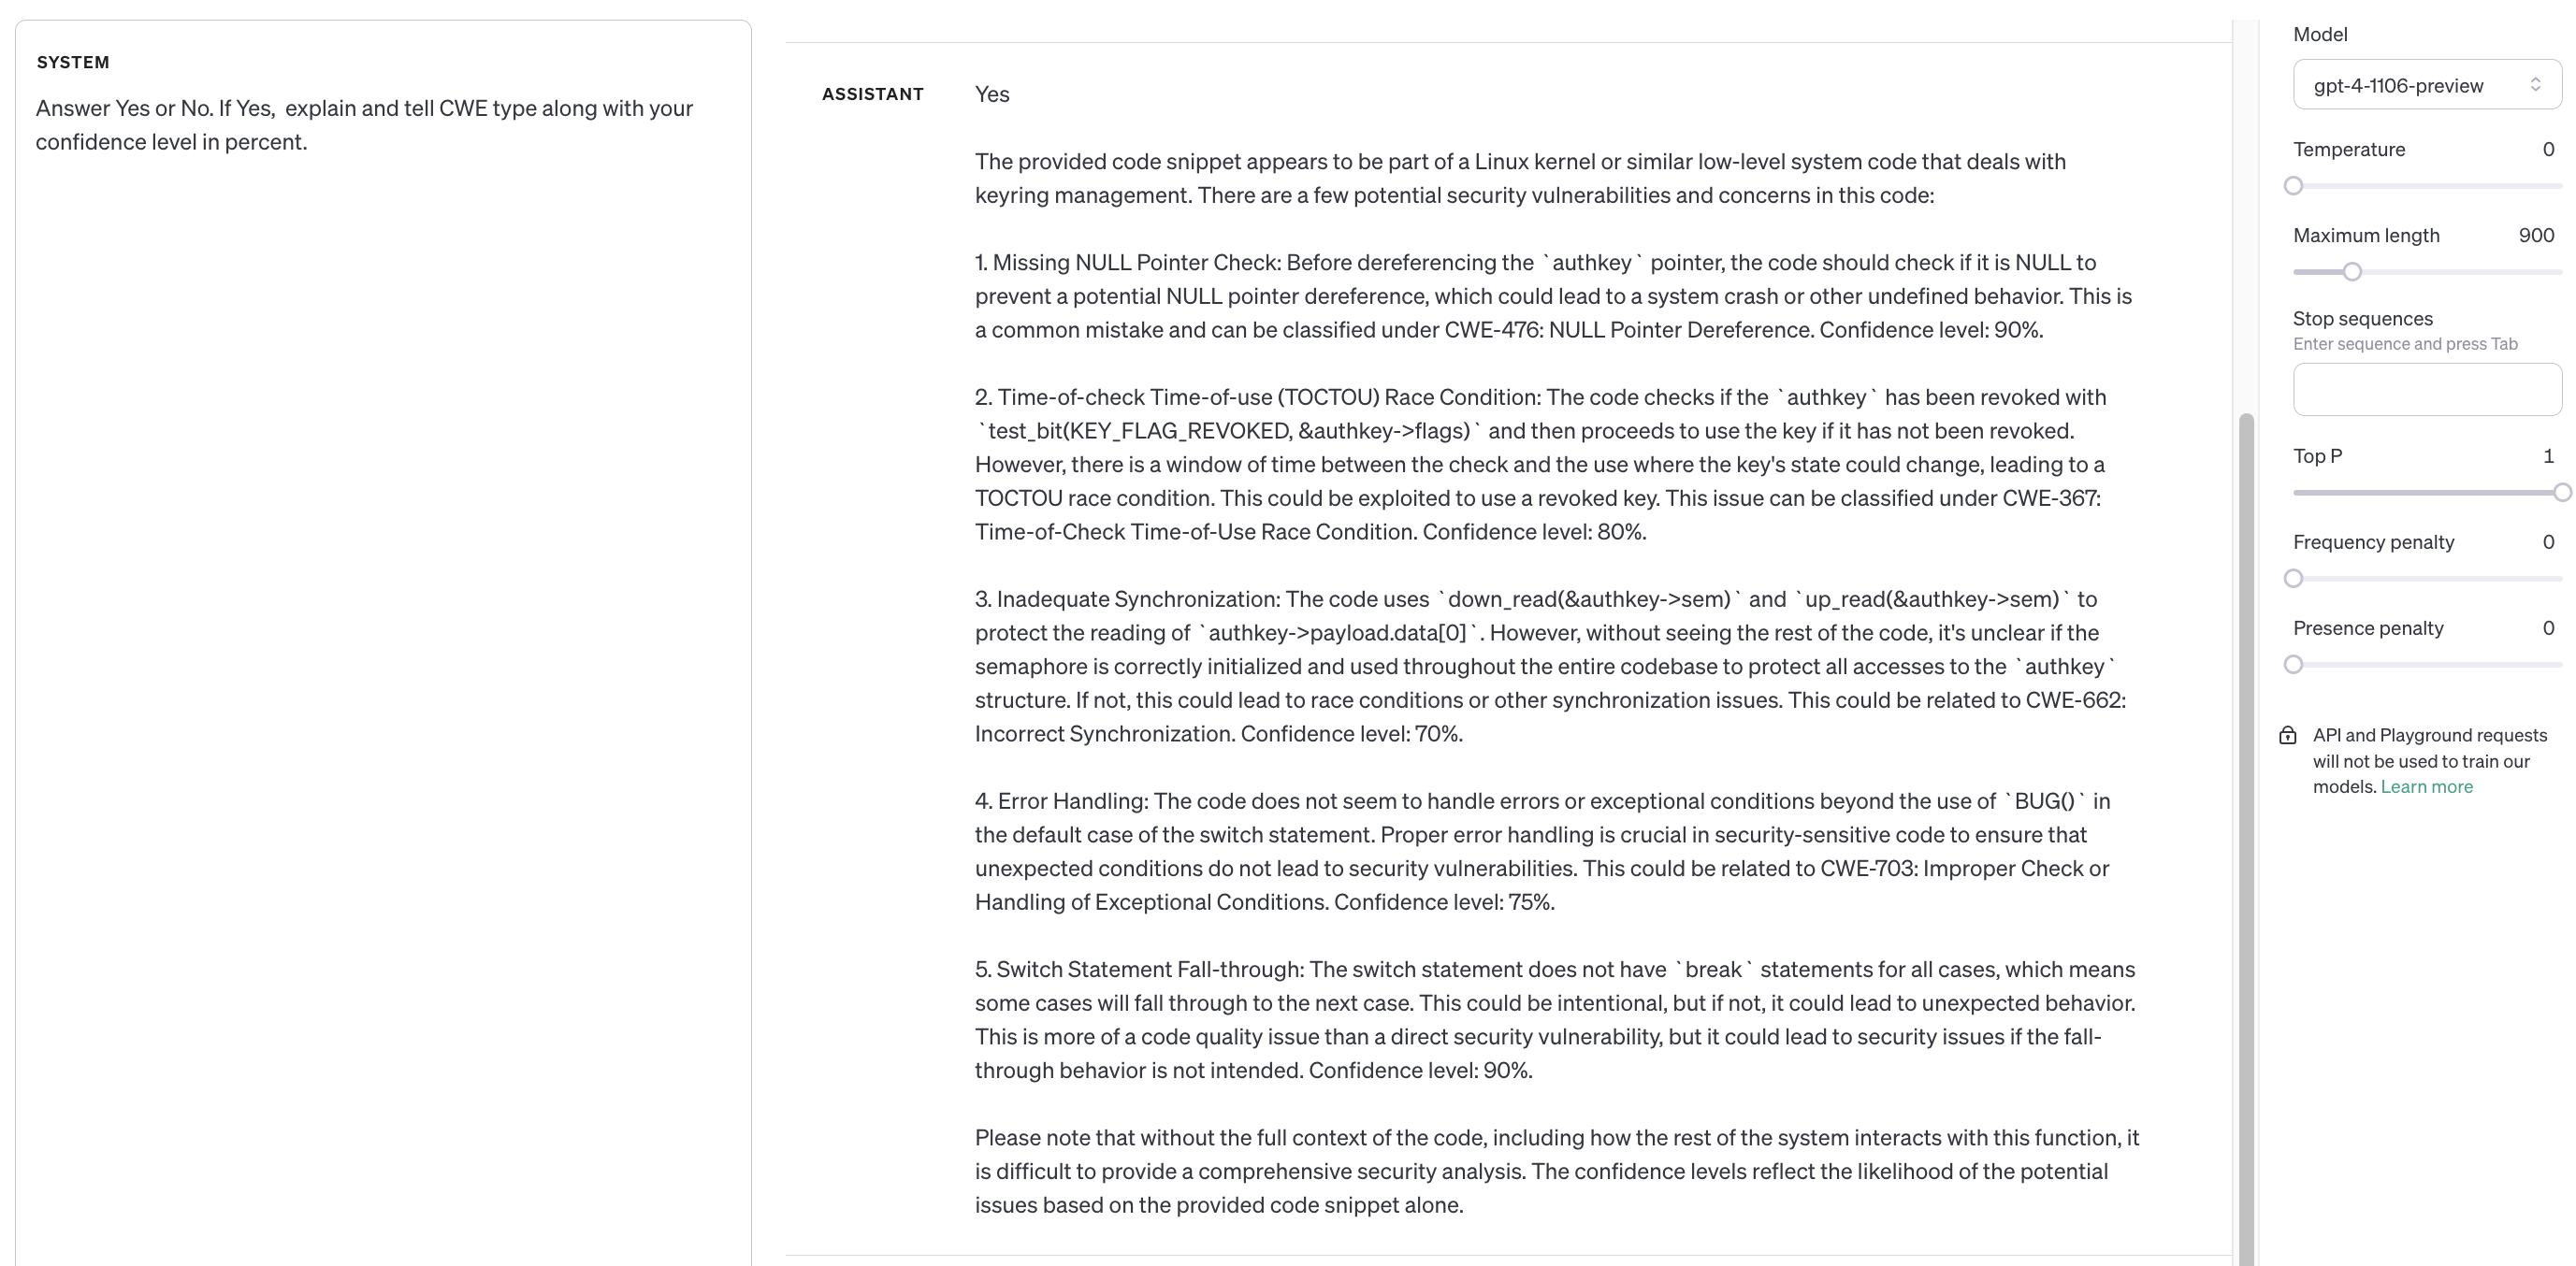 SYSTEM
Answer Yes or No. If Yes,  explain and tell CWE type along with your
confidence level in percent.
ASSISTANT
Yes
The provided code snippet appears to be part of a Linux kernel or similar low-level system code that deals with
keyring management. There are a few potential security vulnerabilities and concerns in this code:
1. Missing NULL Pointer Check: Before dereferencing the `authkey` pointer, the code should check if it is NULL to
prevent a potential NULL pointer dereference, which could lead to a system crash or other undefined behavior. This is
a common mistake and can be classified under CWE-476: NULL Pointer Dereference. Confidence level: 90%.
2. Time-of-check Time-of-use (TOCTOU) Race Condition: The code checks if the `authkey` has been revoked with
`test_bit(KEY_FLAG_REVOKED, &authkey->flags)` and then proceeds to use the key if it has not been revoked.
However, there is a window of time between the check and the use where the key's state could change, leading to a
TOCTOU race condition. This could be exploited to use a revoked key. This issue can be classified under CWE-367:
Time-of-Check Time-of-Use Race Condition. Confidence level: 80%.
3. Inadequate Synchronization: The code uses `down_read(&authkey->sem)` and `up_read(&authkey->sem)` to
protect the reading of `authkey->payload.data[0]`. However, without seeing the rest of the code, it's unclear if the
semaphore is correctly initialized and used throughout the entire codebase to protect all accesses to the `authkey`
structure. If not, this could lead to race conditions or other synchronization issues. This could be related to CWE-662:
Incorrect Synchronization. Confidence level: 70%.
4. Error Handling: The code does not seem to handle errors or exceptional conditions beyond the use of `BUG()` in
the default case of the switch statement. Proper error handling is crucial in security-sensitive code to ensure that
unexpected conditions do not lead to security vulnerabilities. This could be related to CWE-703: Improper Check or
Handling of Exceptional Conditions. Confidence level: 75%.
5. Switch Statement Fall-through: The switch statement does not have `break` statements for all cases, which means
some cases will fall through to the next case. This could be intentional, but if not, it could lead to unexpected behavior.
This is more of a code quality issue than a direct security vulnerability, but it could lead to security issues if the fall-
through behavior is not intended. Confidence level: 90%.
Please note that without the full context of the code, including how the rest of the system interacts with this function, it
is difficult to provide a comprehensive security analysis. The confidence levels reflect the likelihood of the potential
issues based on the provided code snippet alone.
Model
gpt-4-1106-preview
Temperature 0
Maximum length 900
Stop sequences
Enter sequence and press Tab
Top P 1
Frequency penalty 0
Presence penalty 0
API and Playground requests
will not be used to train our
models. Learn more